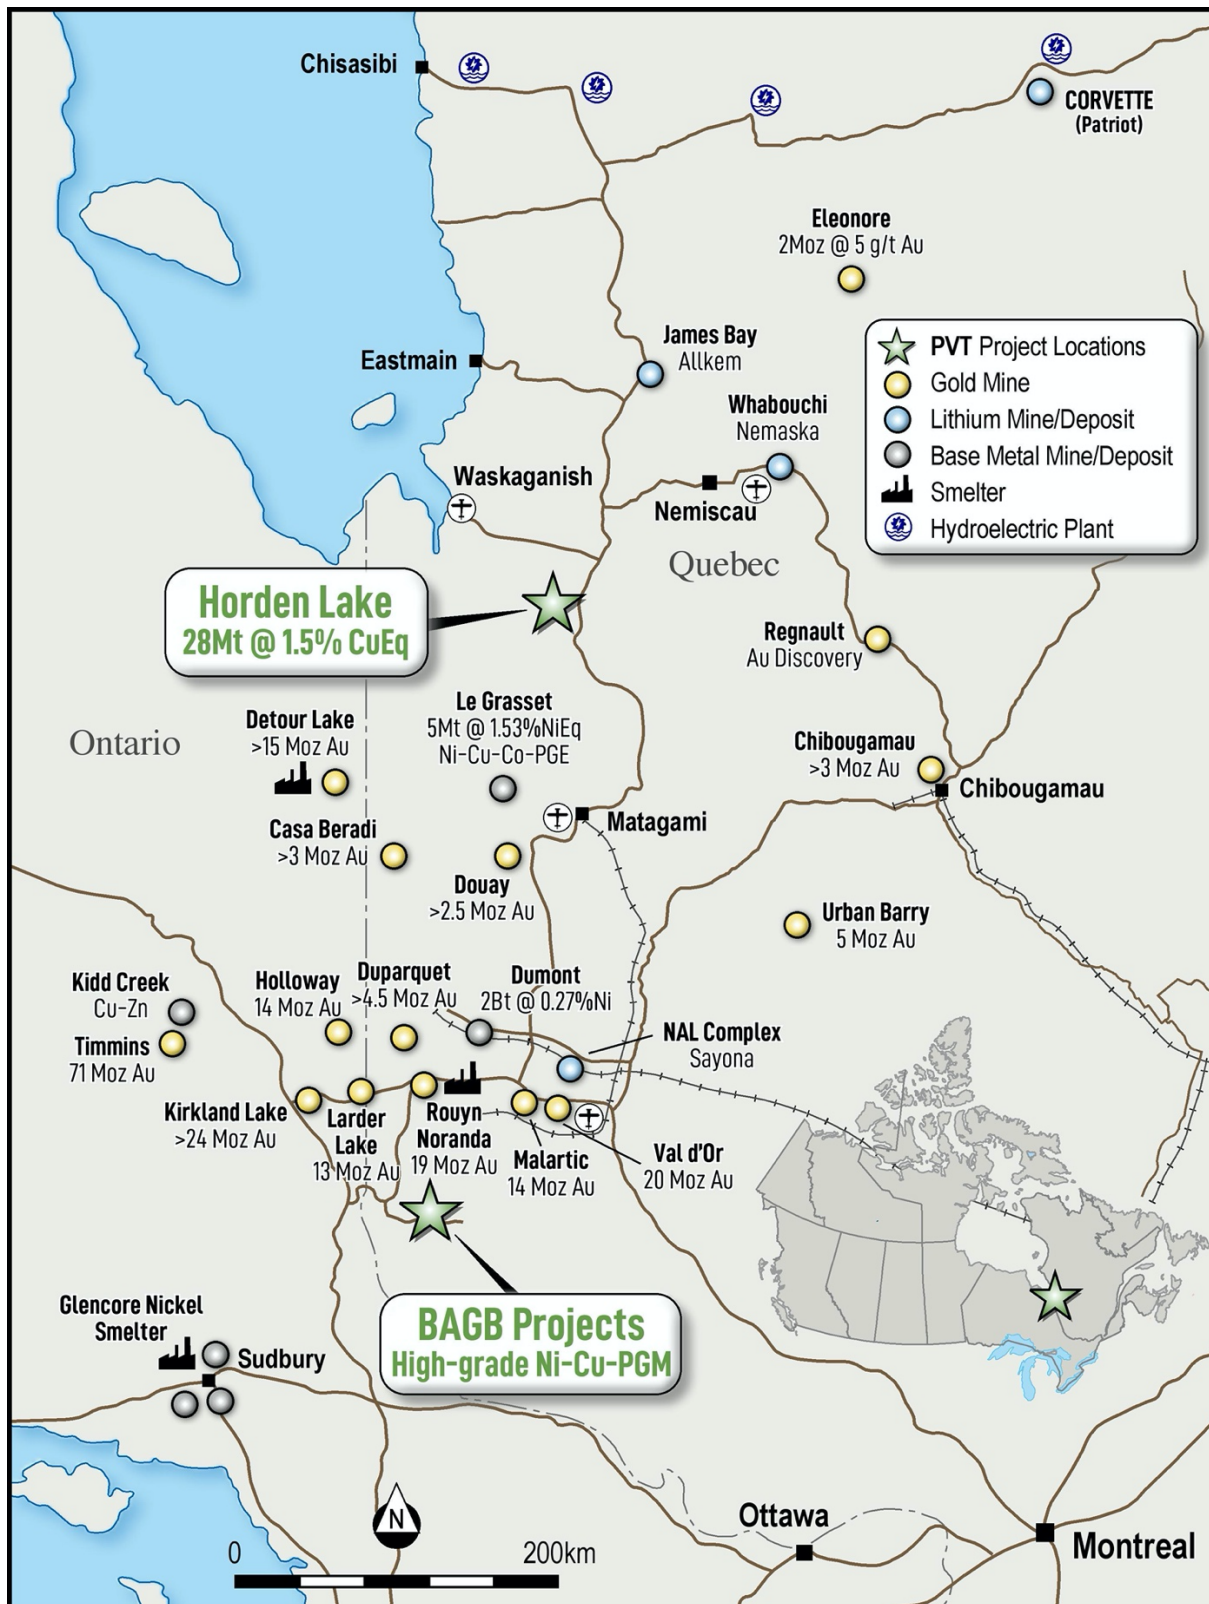 Chisasibi
CORVETTE
(Patriot)
Eleonore
2Moz @ 5 g/t Au
PVT Project Locations
Gold Mine
Lithium Mine/Deposit
Base Metal Mine/Deposit
Smelter
Hydroelectric Plant
James Bay
Allkem
Eastmain
Whabouchi
Nemaska
Waskaganish
Nemiscau
Quebec
Horden Lake
28Mt @ 1.5% CuEq
Regnault
Au Discovery
Ontario
Detour Lake
>15 Moz Au
Le Grasset
5Mt @ 1.53%NiEq
Ni-Cu-Co-PGE
Chibougamau
>3 Moz Au
Chibougamau
Matagami
Casa Beradi
>3 Moz Au
Douay
>2.5 Moz Au
Urban Barry
5 Moz Au
Kidd Creek
Cu-Zn
Timmins
71 Moz Au
Holloway
14 Moz Au
Duparquet
>4.5 Moz Au
Dumont
2Bt @ 0.27%Ni
NAL Complex
Sayona
Kirkland Lake
>24 Moz Au
Larder
Lake
13 Moz Au
Rouyn
Noranda
19 Moz Au
Malartic
14 Moz Au
Val d'Or
20 Moz Au
BAGB Projects
High-grade Ni-Cu-PGM
Glencore Nickel
Smelter
Sudbury
N
0 200km
Ottawa
Montreal